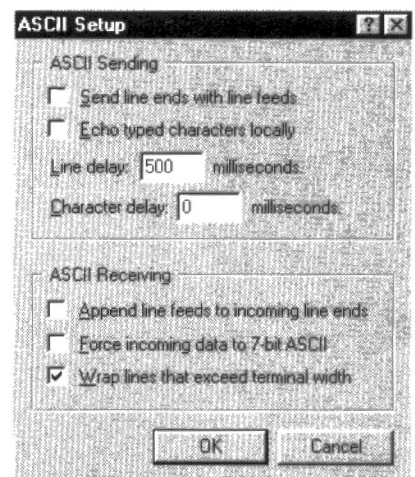 ASCII Setup
ASCII Sending
Send line ends with line feeds
Echo typed characters locally
Line delay: 500 milliseconds.
Character delay: 0 milliseconds.
ASCII Receiving
Append line feeds to incoming line ends
Force incoming data to 7-bit ASCII
Wrap lines that exceed terminal width
OK Cancel